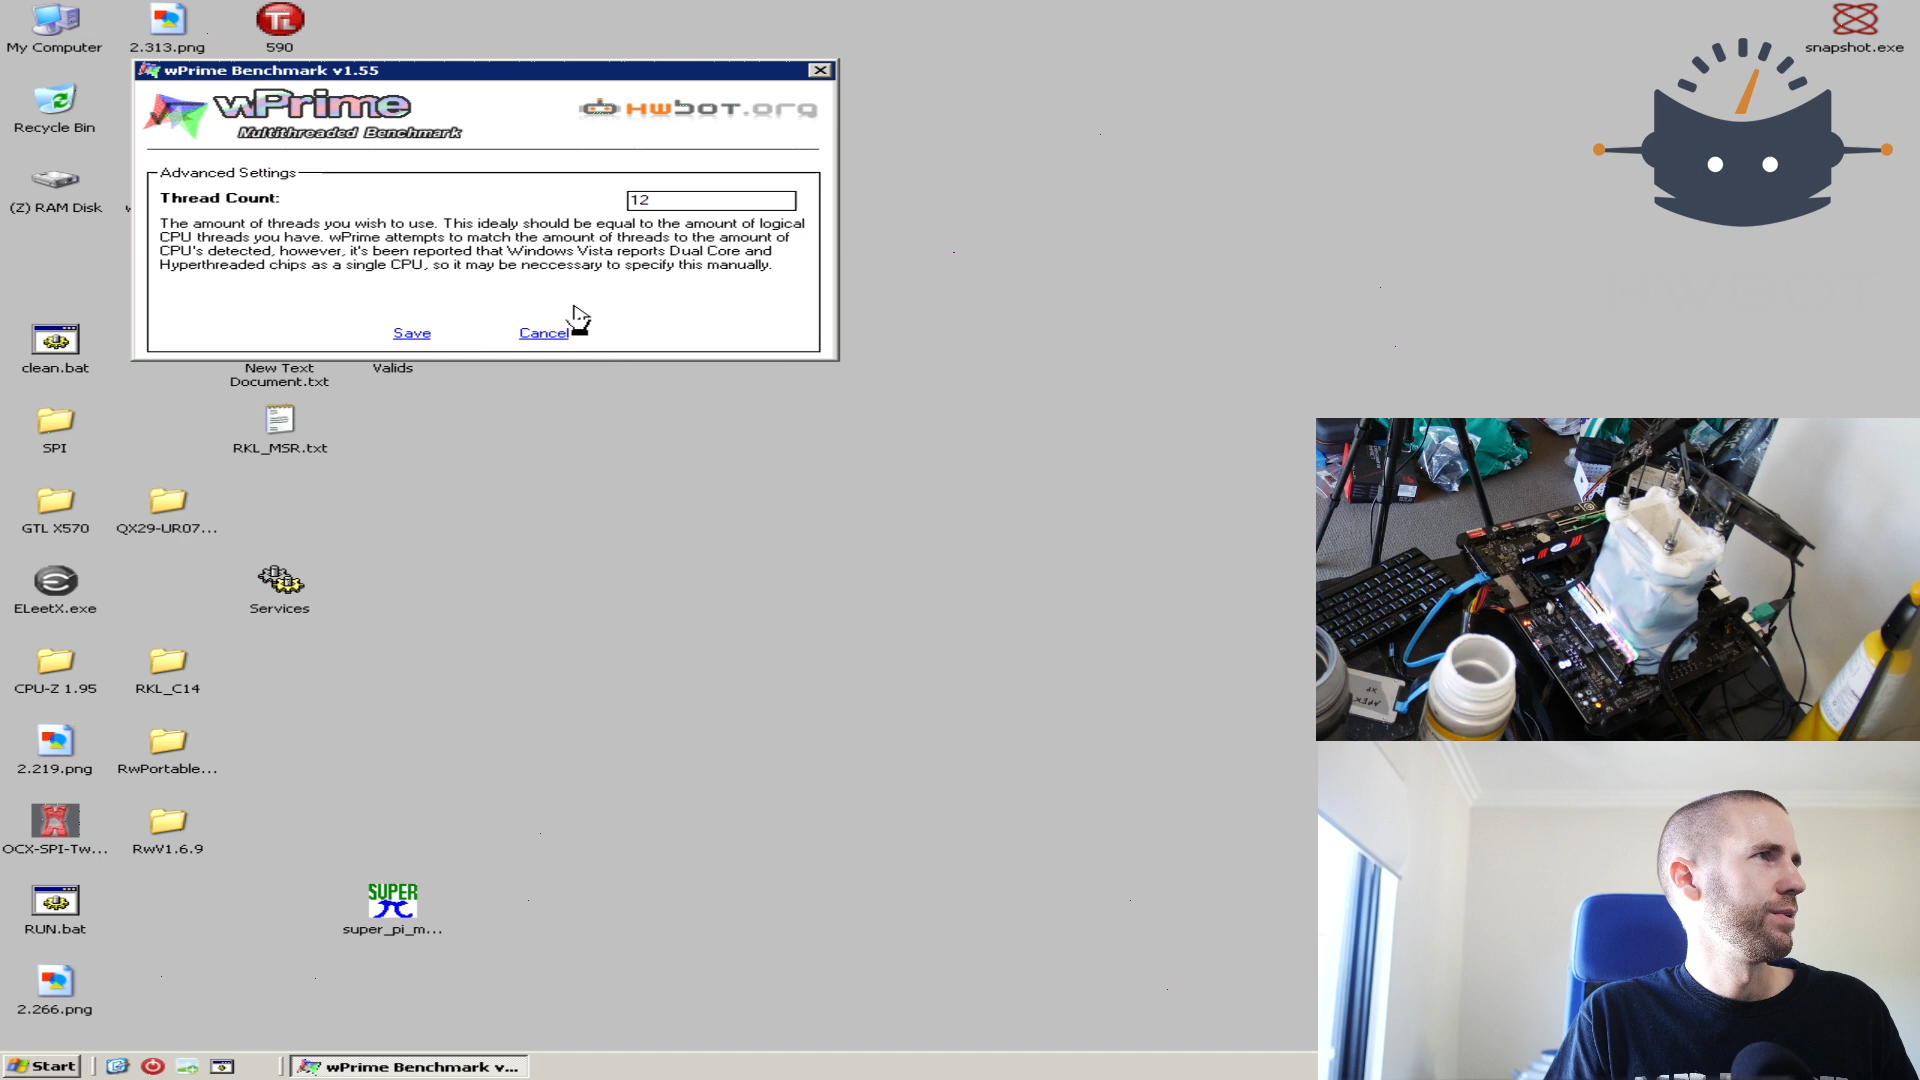 My Computer
2.313.png
590
snapshot.exe
wPrime Benchmark v1.55
wPrime
Multithreaded Benchmark
HWBOT.org
Recycle Bin
(Z) RAM Disk
Advanced Settings
Thread Count:
12
The amount of threads you wish to use. This idealy should be equal to the amount of logical
CPU threads you have. wPrime attempts to match the amount of threads to the amount of
CPU's detected, however, it's been reported that Windows Vista reports Dual Core and
Hyperthreaded chips as a single CPU, so it may be neccessary to specify this manually.
Save
Cancel
clean.bat
New Text
Document.txt
Valids
SPI
RKL_MSR.txt
GTL X570
QX29-UR07...
ELeetX.exe
Services
CPU-Z 1.95
RKL_C14
2.219.png
RwPortable...
OCX-SPI-Tw...
RwV1.6.9
SUPER
RUN.bat
super_pi_m...
2.266.png
Start
wPrime Benchmark v...
APEX
XP